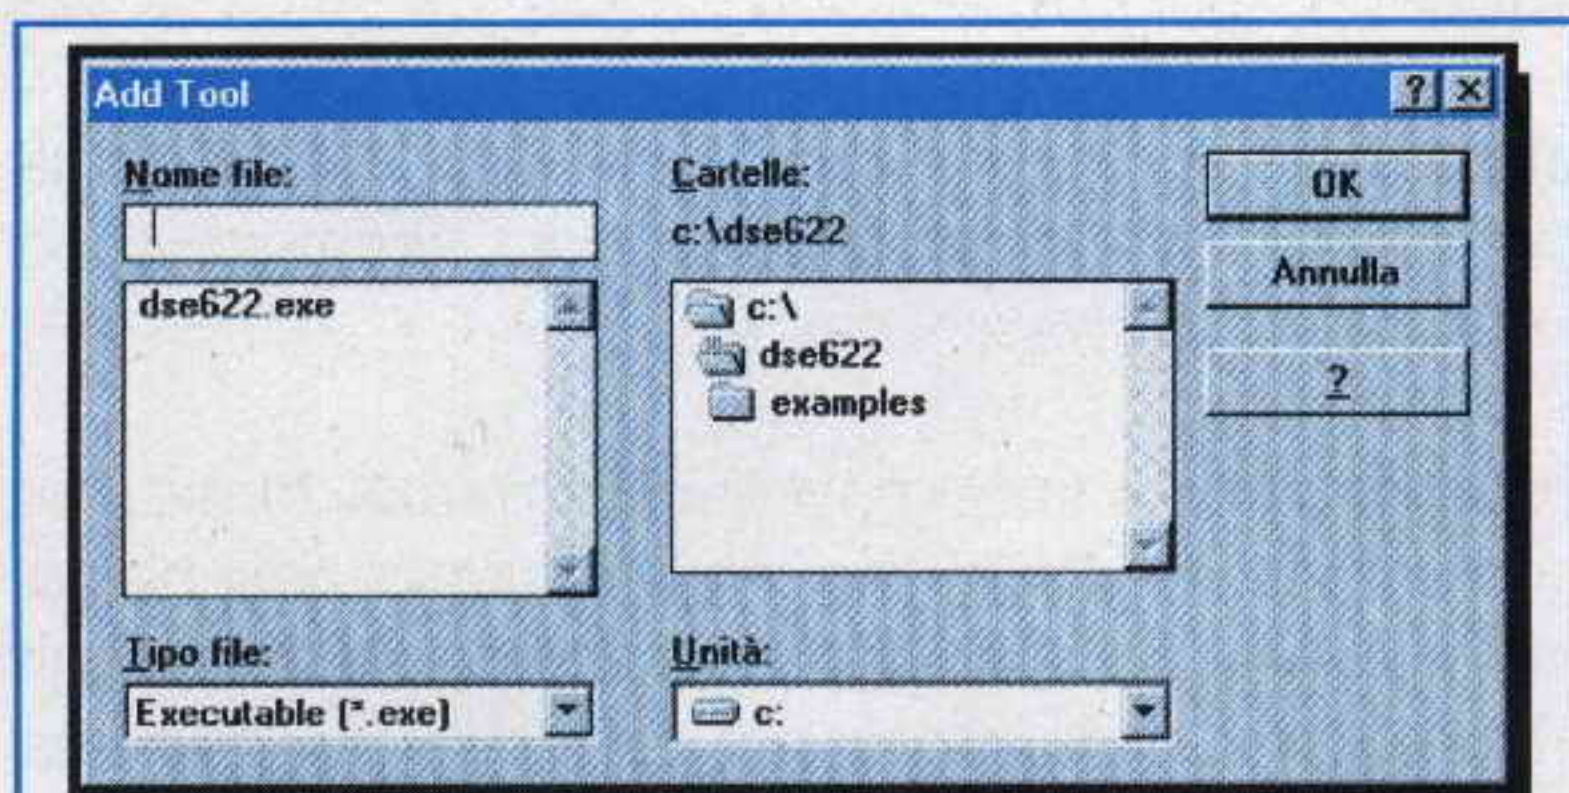 Add Tool
? ×
Nome file:
dse622.exe
Tipo file:
Executable (*.exe)
Cartelle:
c:\dse622
c:\
dse622
examples
Unità:
c:
OK
Annulla
?